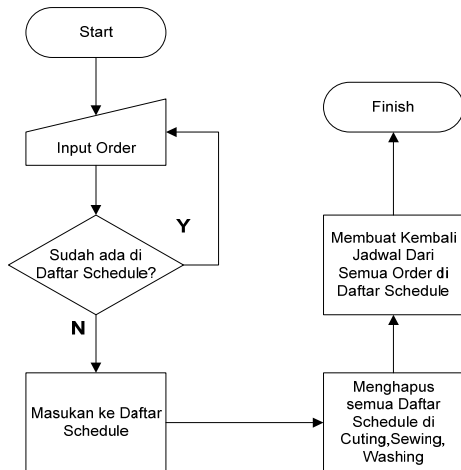 Start
Input Order
Y
Sudah ada di
Daftar Schedule?
N
Masukan ke Daftar
Schedule
Menghapus
semua Daftar
Schedule di
Cuting,Sewing,
Washing
Membuat Kembali
Jadwal Dari
Semua Order di
Daftar Schedule
Finish